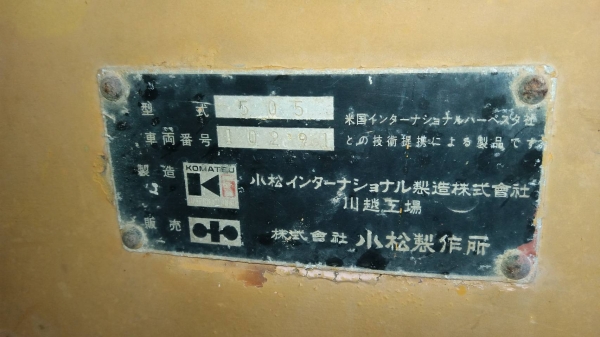 型式 505
米国インターナショナルハーベスタ社
車両番号 10291
との技術提携による製品です
製造 KOMATSU 小松インターナショナル製造株式会社
川越工場
販売 株式會社 小松製作所